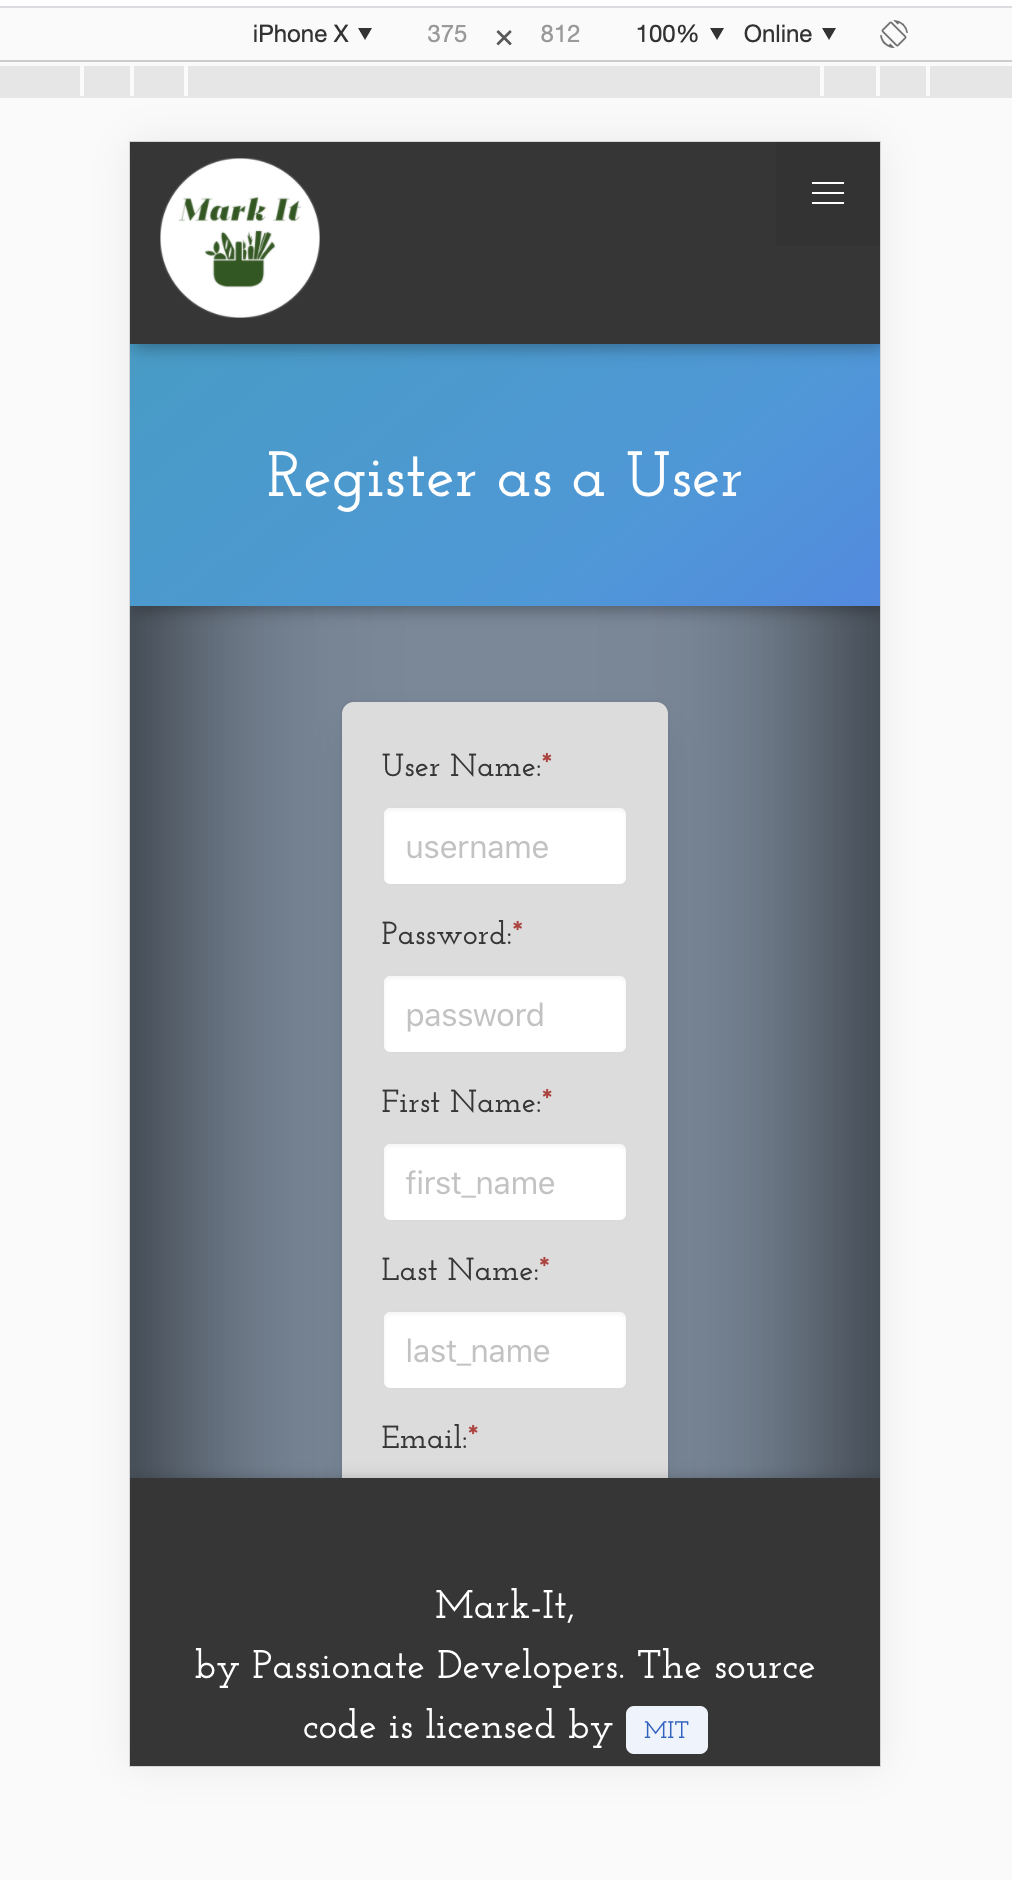 iPhone X ▼ 375 × 812 100% ▼ Online ▼
Mark It
Register as a User
User Name:*
username
Password:*
password
First Name:*
first_name
Last Name:*
last_name
Email:*
Mark-It,
by Passionate Developers. The source
code is licensed by MIT